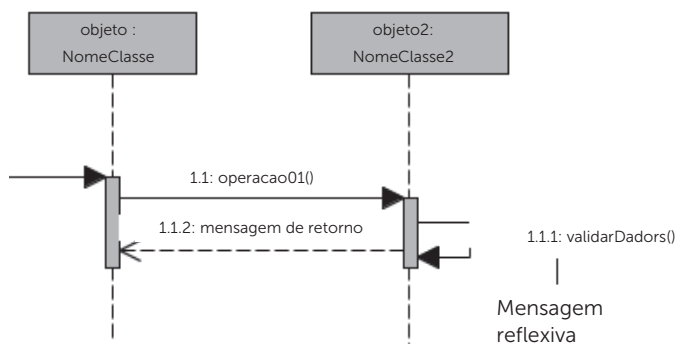 objeto :
NomeClasse
objeto2:
NomeClasse2
1.1: operacao01()
1.1.2: mensagem de retorno
1.1.1: validarDadors()
Mensagem
reflexiva